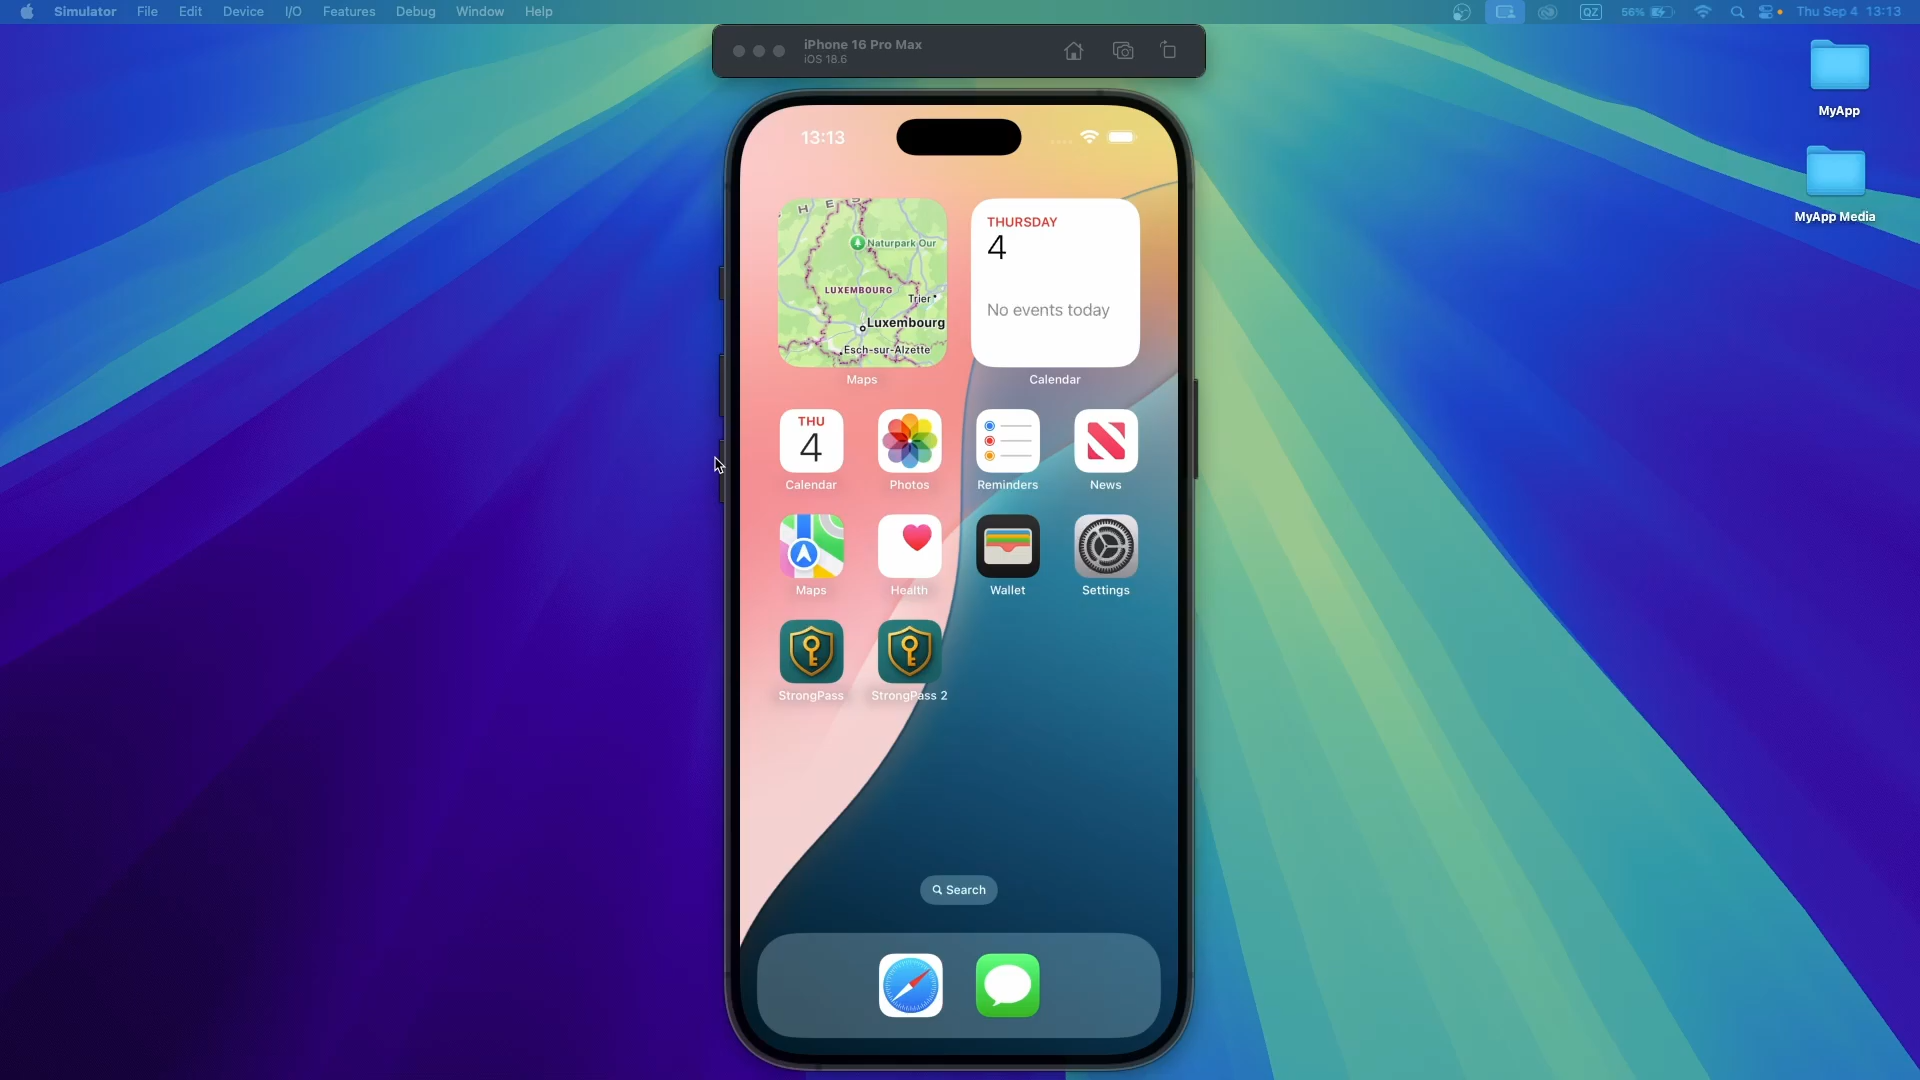 Simulator File Edit Device I/O Features Debug Window Help
QZ 56% Thu Sep 4 13:13
iPhone 16 Pro Max
iOS 18.6
MyApp
MyApp Media
13:13
H E S
Naturpark Our
LUXEMBOURG
Trier
Luxembourg
Esch-sur-Alzette
Maps
THURSDAY
4
No events today
Calendar
THU
4
Calendar Photos Reminders News
Maps Health Wallet Settings
StrongPass StrongPass 2
Search